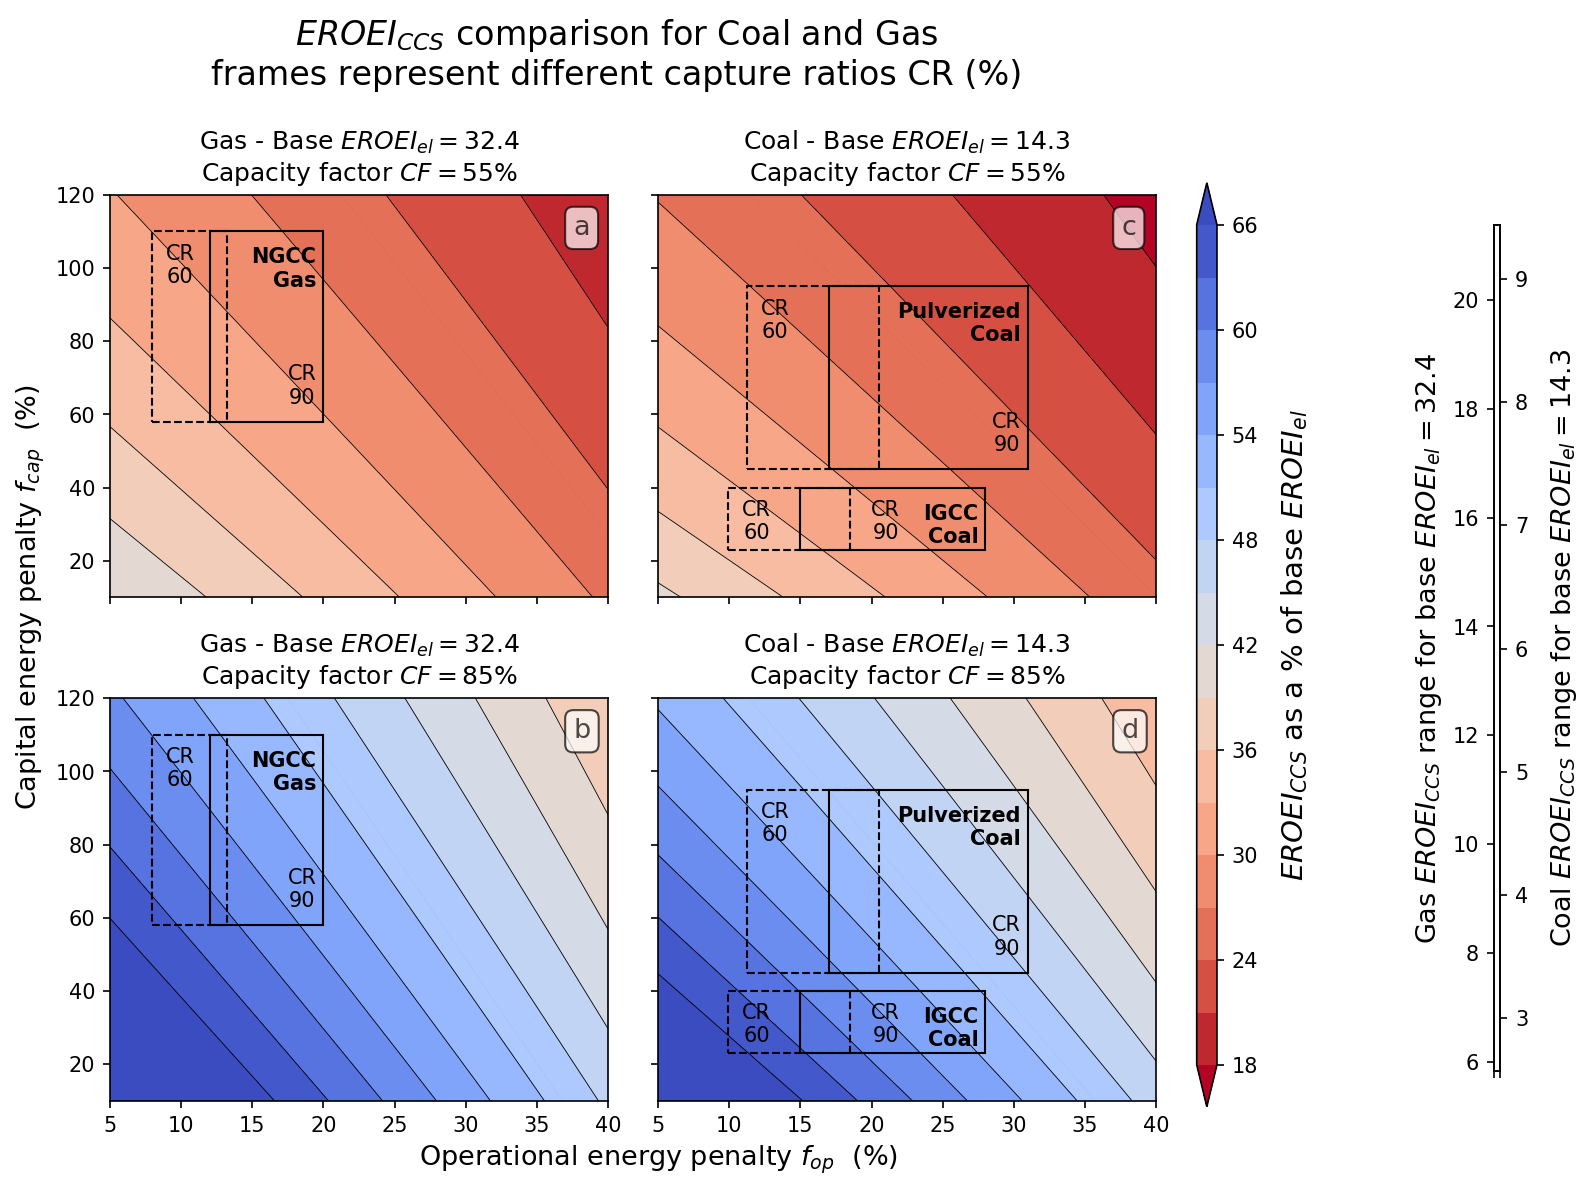 EROEI_CCS comparison for Coal and Gas
frames represent different capture ratios CR (%)
Gas - Base EROEI_el = 32.4
Capacity factor CF = 55%
Coal - Base EROEI_el = 14.3
Capacity factor CF = 55%
120
100
80
60
40
20
a
CR
60
NGCC
Gas
CR
90
c
CR
60
Pulverized
Coal
CR
90
CR
60
CR
90
IGCC
Coal
Gas - Base EROEI_el = 32.4
Capacity factor CF = 85%
Coal - Base EROEI_el = 14.3
Capacity factor CF = 85%
120
100
80
60
40
20
b
CR
60
NGCC
Gas
CR
90
d
CR
60
Pulverized
Coal
CR
90
CR
60
CR
90
IGCC
Coal
5 10 15 20 25 30 35 40
5 10 15 20 25 30 35 40
Operational energy penalty f_op (%)
Capital energy penalty f_cap (%)
66
60
54
48
42
36
30
24
18
EROEI_CCS as a % of base EROEI_el
Gas EROEI_CCS range for base EROEI_el = 32.4
20
18
16
14
12
10
8
6
9
8
7
6
5
4
3
Coal EROEI_CCS range for base EROEI_el = 14.3